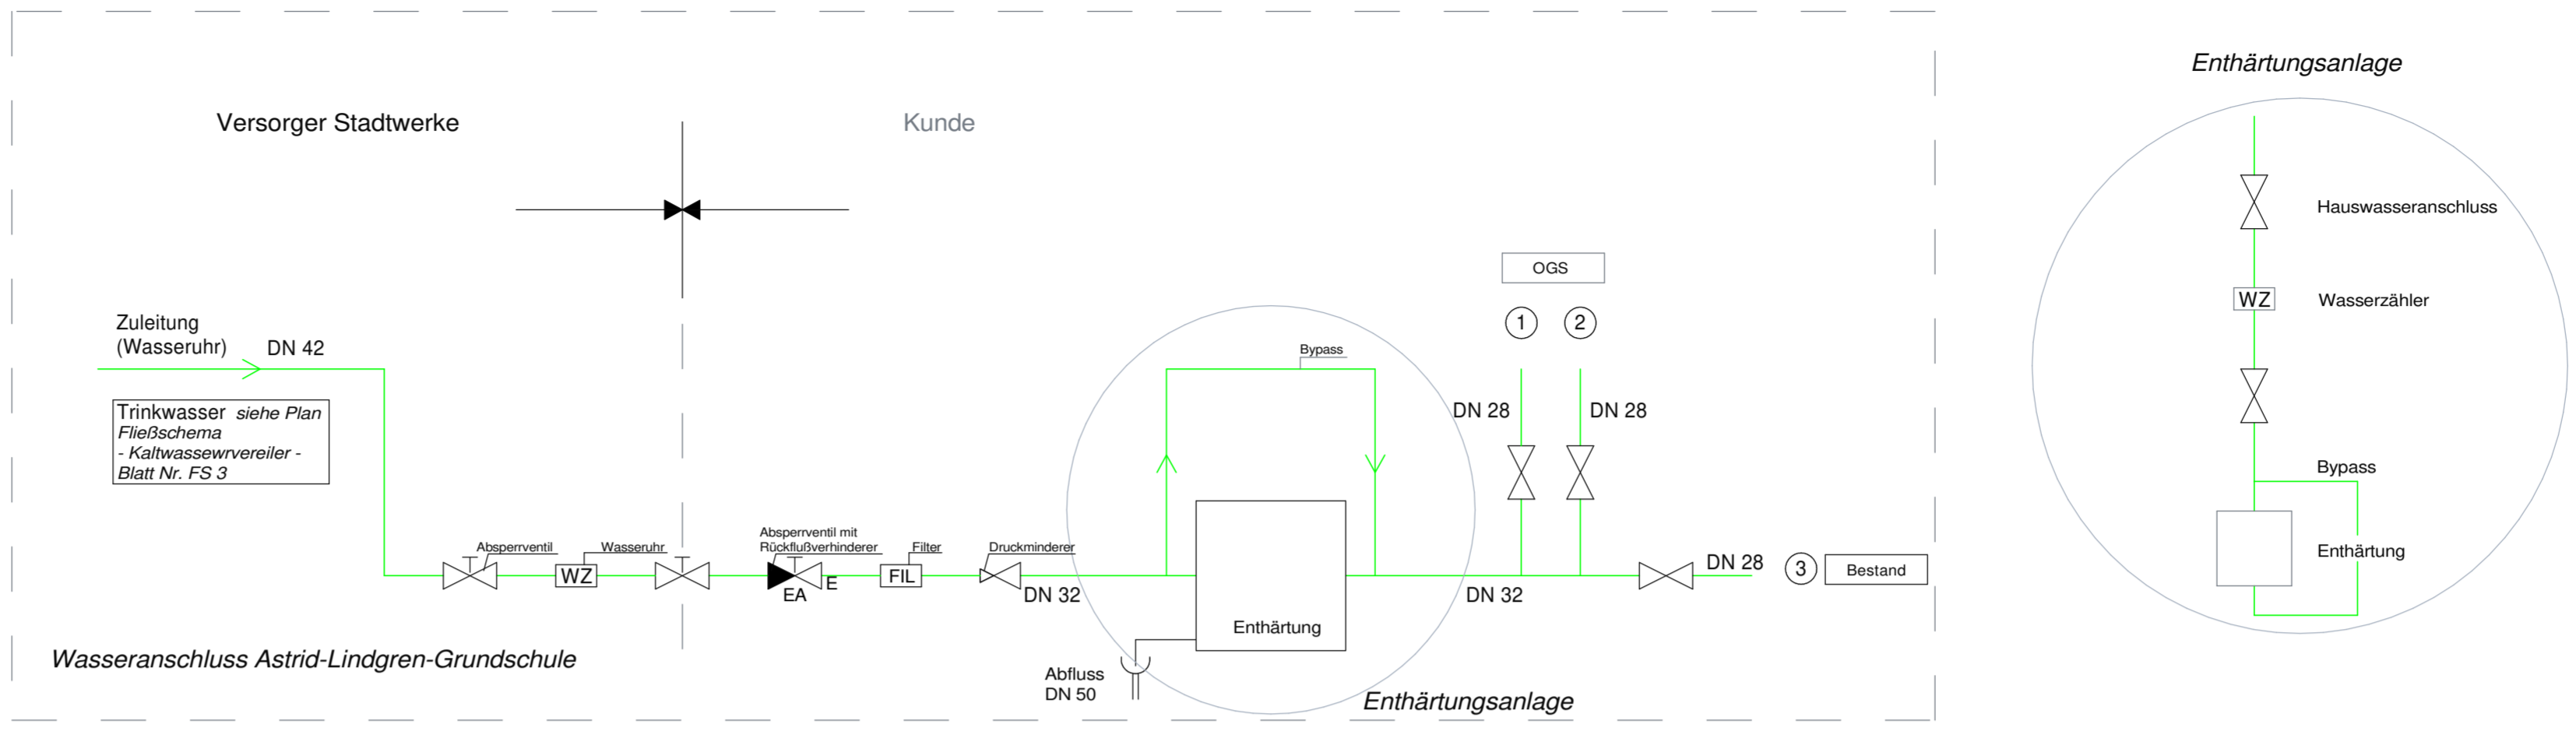 Enthärtungsanlage
Versorger Stadtwerke
Kunde
Hauswasseranschluss
OGS
WZ
Wasserzähler
1
2
Zuleitung
(Wasseruhr)
DN 42
Bypass
Trinkwasser siehe Plan
Fließschema
- Kaltwassewrvereiler -
Blatt Nr. FS 3
DN 28
DN 28
Bypass
Absperrventil
Wasseruhr
Absperrventil mit
Rückflußverhinderer
Filter
Druckminderer
Enthärtung
WZ
EA
E
FIL
DN 32
DN 32
DN 28
3
Bestand
Enthärtung
Wasseranschluss Astrid-Lindgren-Grundschule
Abfluss
DN 50
Enthärtungsanlage